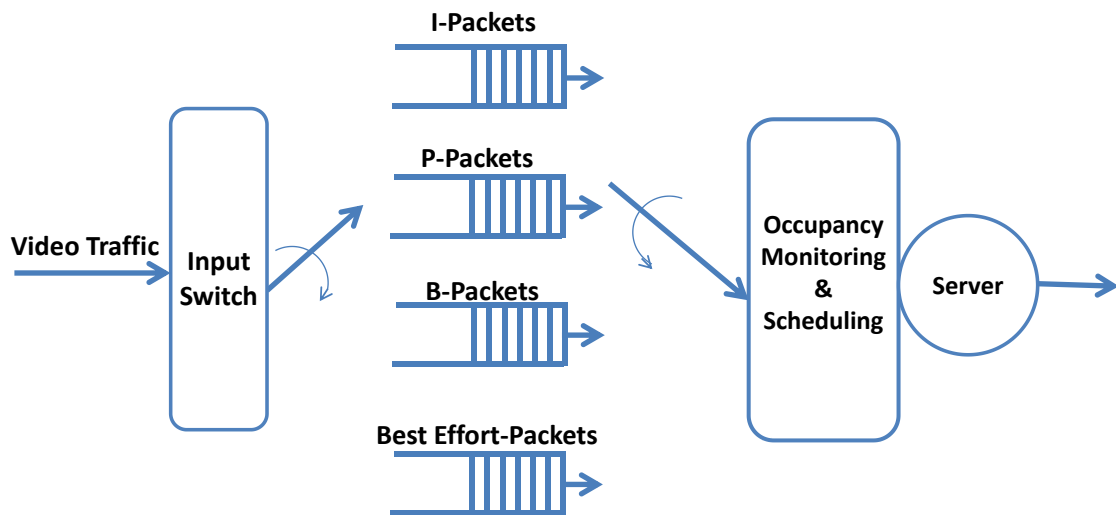 I-Packets
P-Packets
Video Traffic
Input
Switch
B-Packets
Best Effort-Packets
Occupancy
Monitoring
&
Scheduling
Server